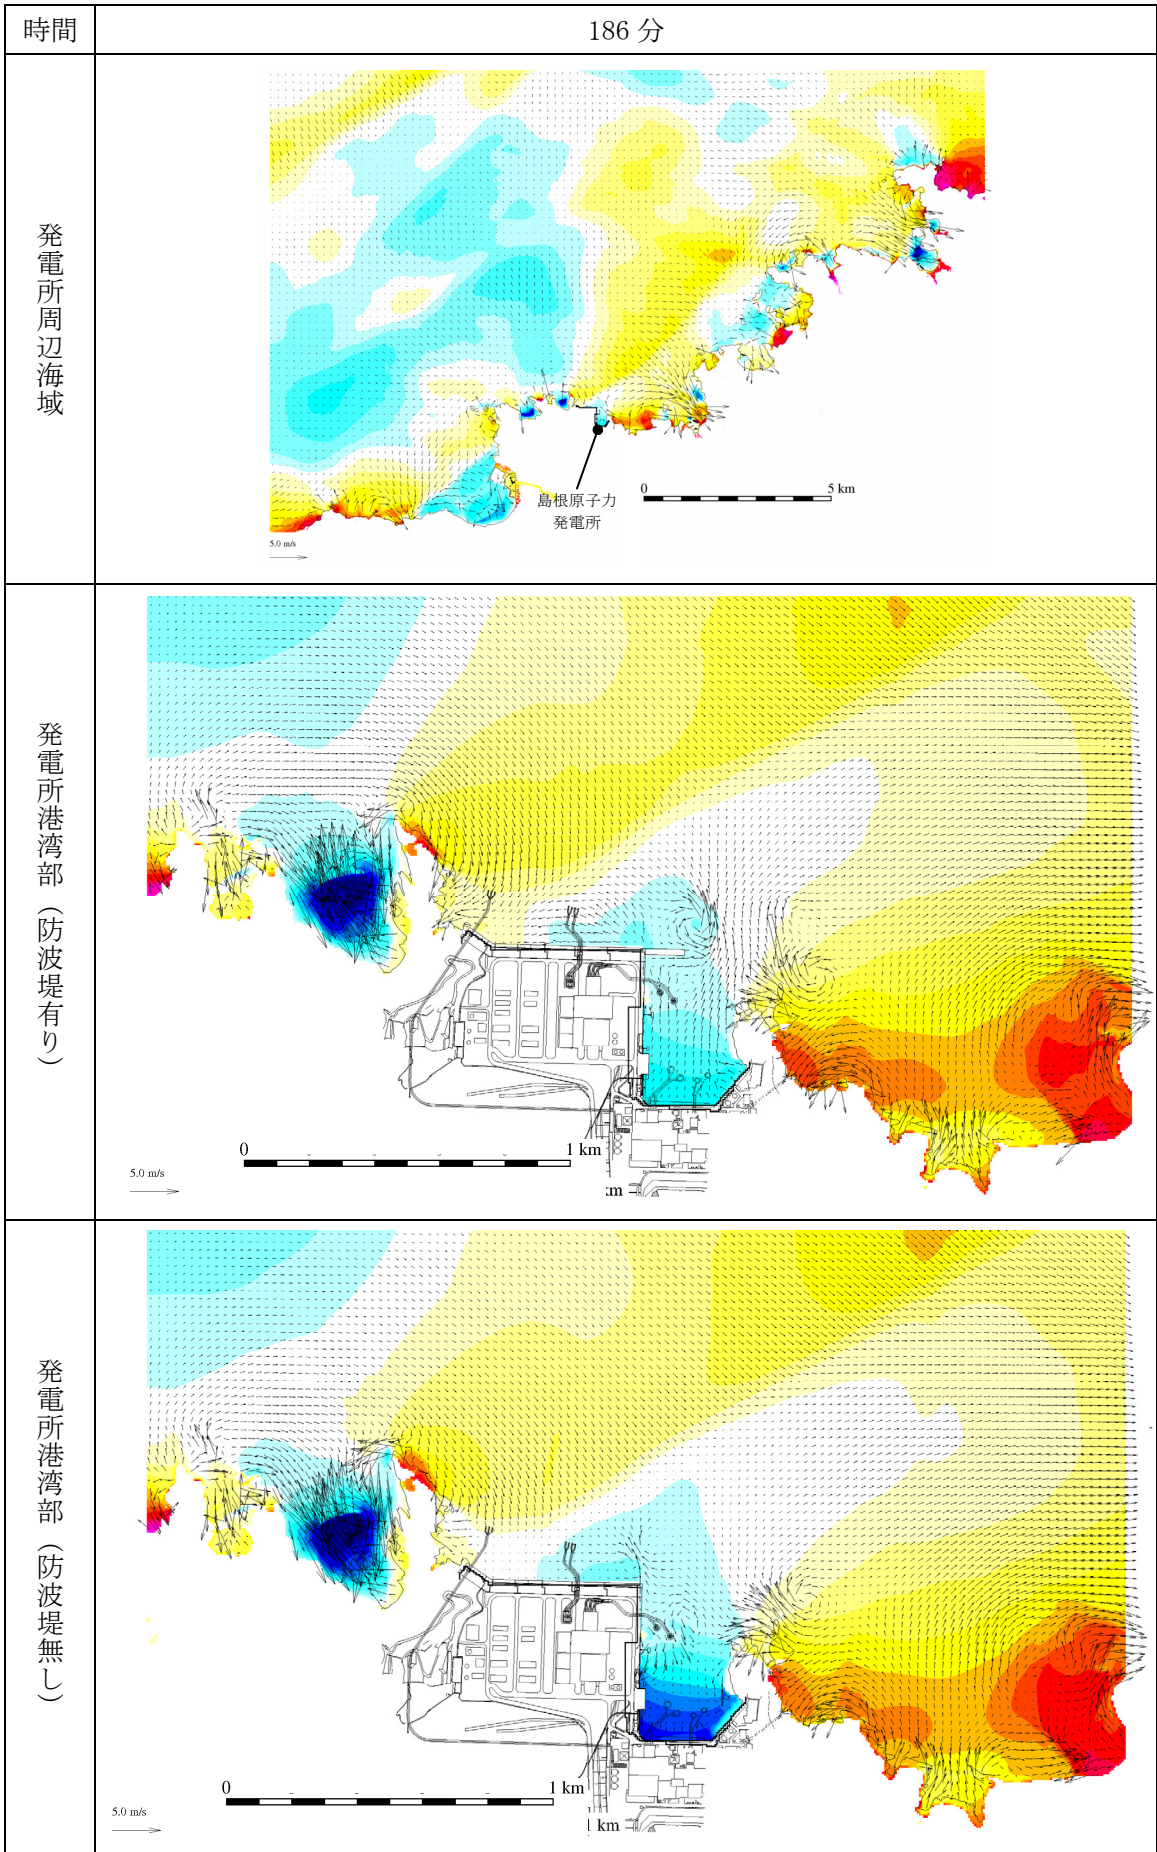 時間
186 分
発電所周辺海域
島根原子力
発電所
0
5 km
5.0 m/s
発電所港湾部（防波堤有り）
0
1 km
km
5.0 m/s
発電所港湾部（防波堤無し）
0
1 km
1 km
5.0 m/s